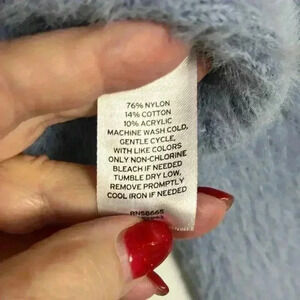 76% NYLON
14% COTTON
10% ACRYLIC
MACHINE WASH COLD,
GENTLE CYCLE,
WITH LIKE COLORS
ONLY NON-CHLORINE
BLEACH IF NEEDED
TUMBLE DRY LOW,
REMOVE PROMPTLY
COOL IRON IF NEEDED
RN58665